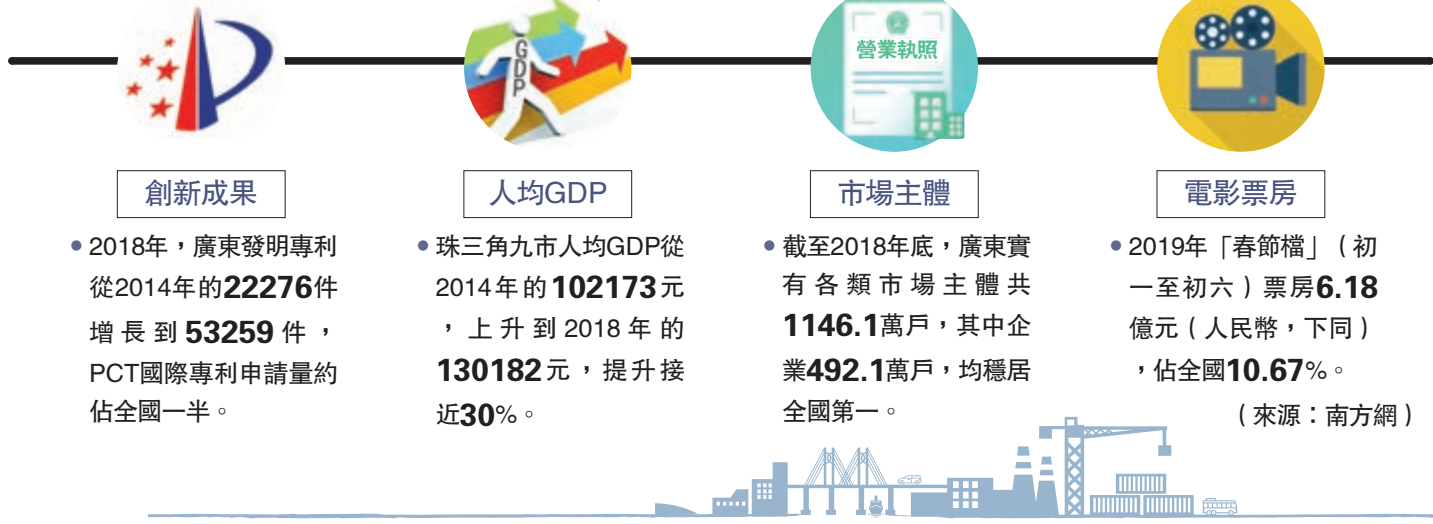 GDP
營業執照
創新成果
2018年，廣東發明專利
從2014年的22276件
增長到53259件，
PCT國際專利申請量約
佔全國一半。
人均GDP
珠三角九市人均GDP從
2014年的102173元
，上升到2018年的
130182元，提升接
近30%。
市場主體
截至2018年底，廣東實
有各類市場主體共
1146.1萬戶，其中企
業492.1萬戶，均穩居
全國第一。
電影票房
2019年「春節檔」（初
一至初六）票房6.18
億元（人民幣，下同）
，佔全國10.67%。
（來源：南方網）